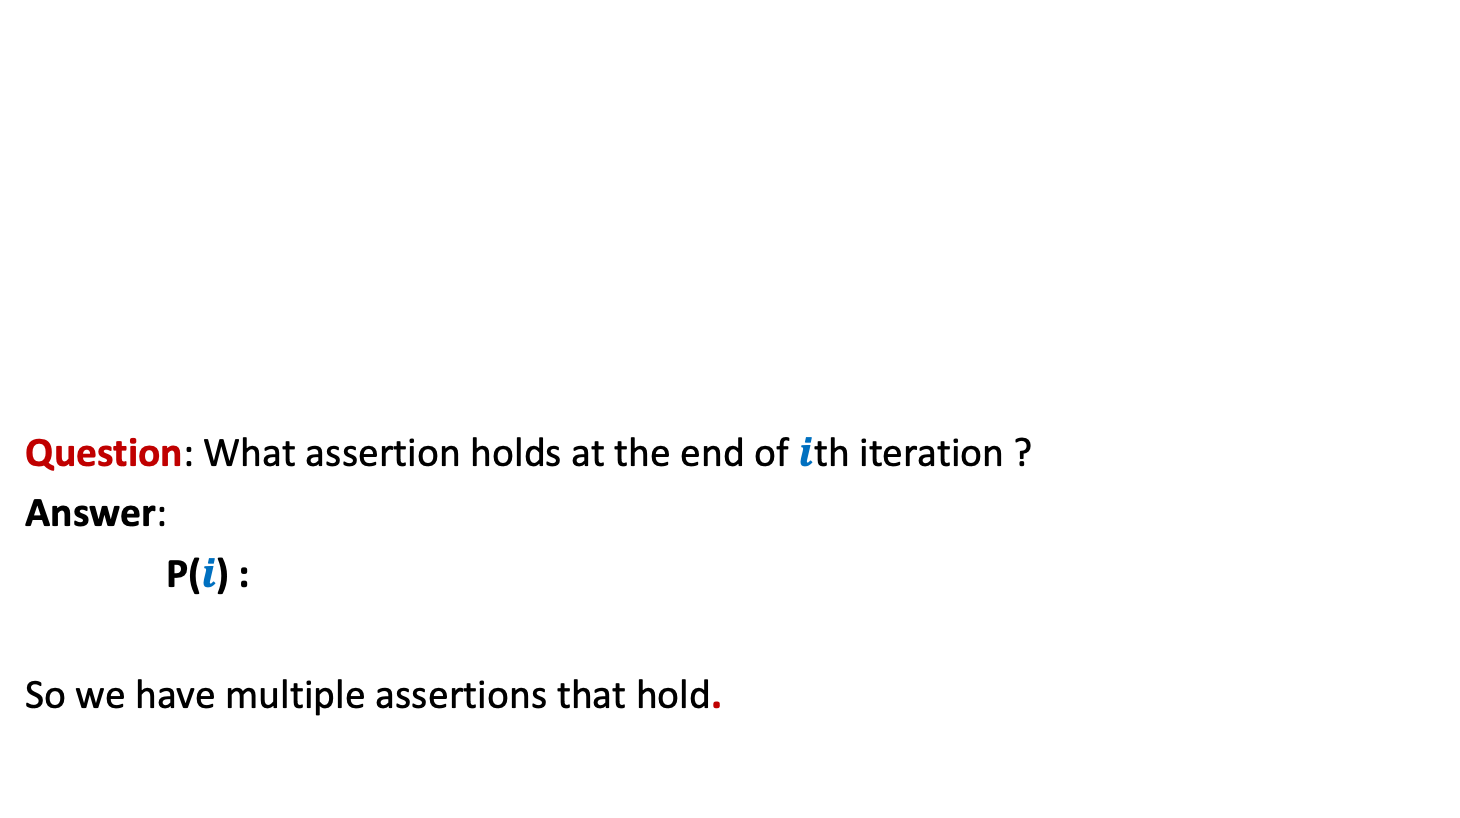 Question: What assertion holds at the end of ith iteration ?
Answer:
P(i) :
So we have multiple assertions that hold.